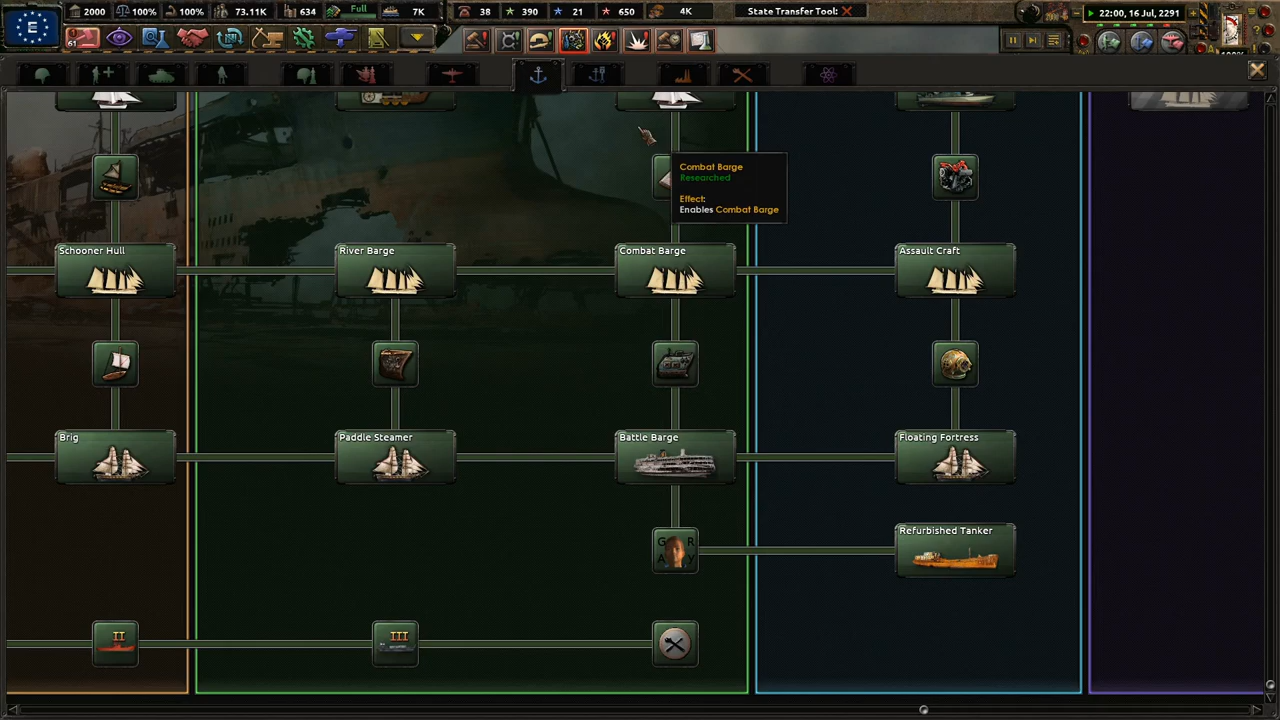 E
2000
100%
100%
73.11K
634
Full
7K
38
390
21
650
4K
State Transfer Tool:
22:00, 16 Jul, 2291
61
100%
Combat Barge
Researched
Effect:
Enables Combat Barge
Schooner Hull
River Barge
Combat Barge
Assault Craft
Brig
Paddle Steamer
Battle Barge
Floating Fortress
G R
A Y
Refurbished Tanker
II
III